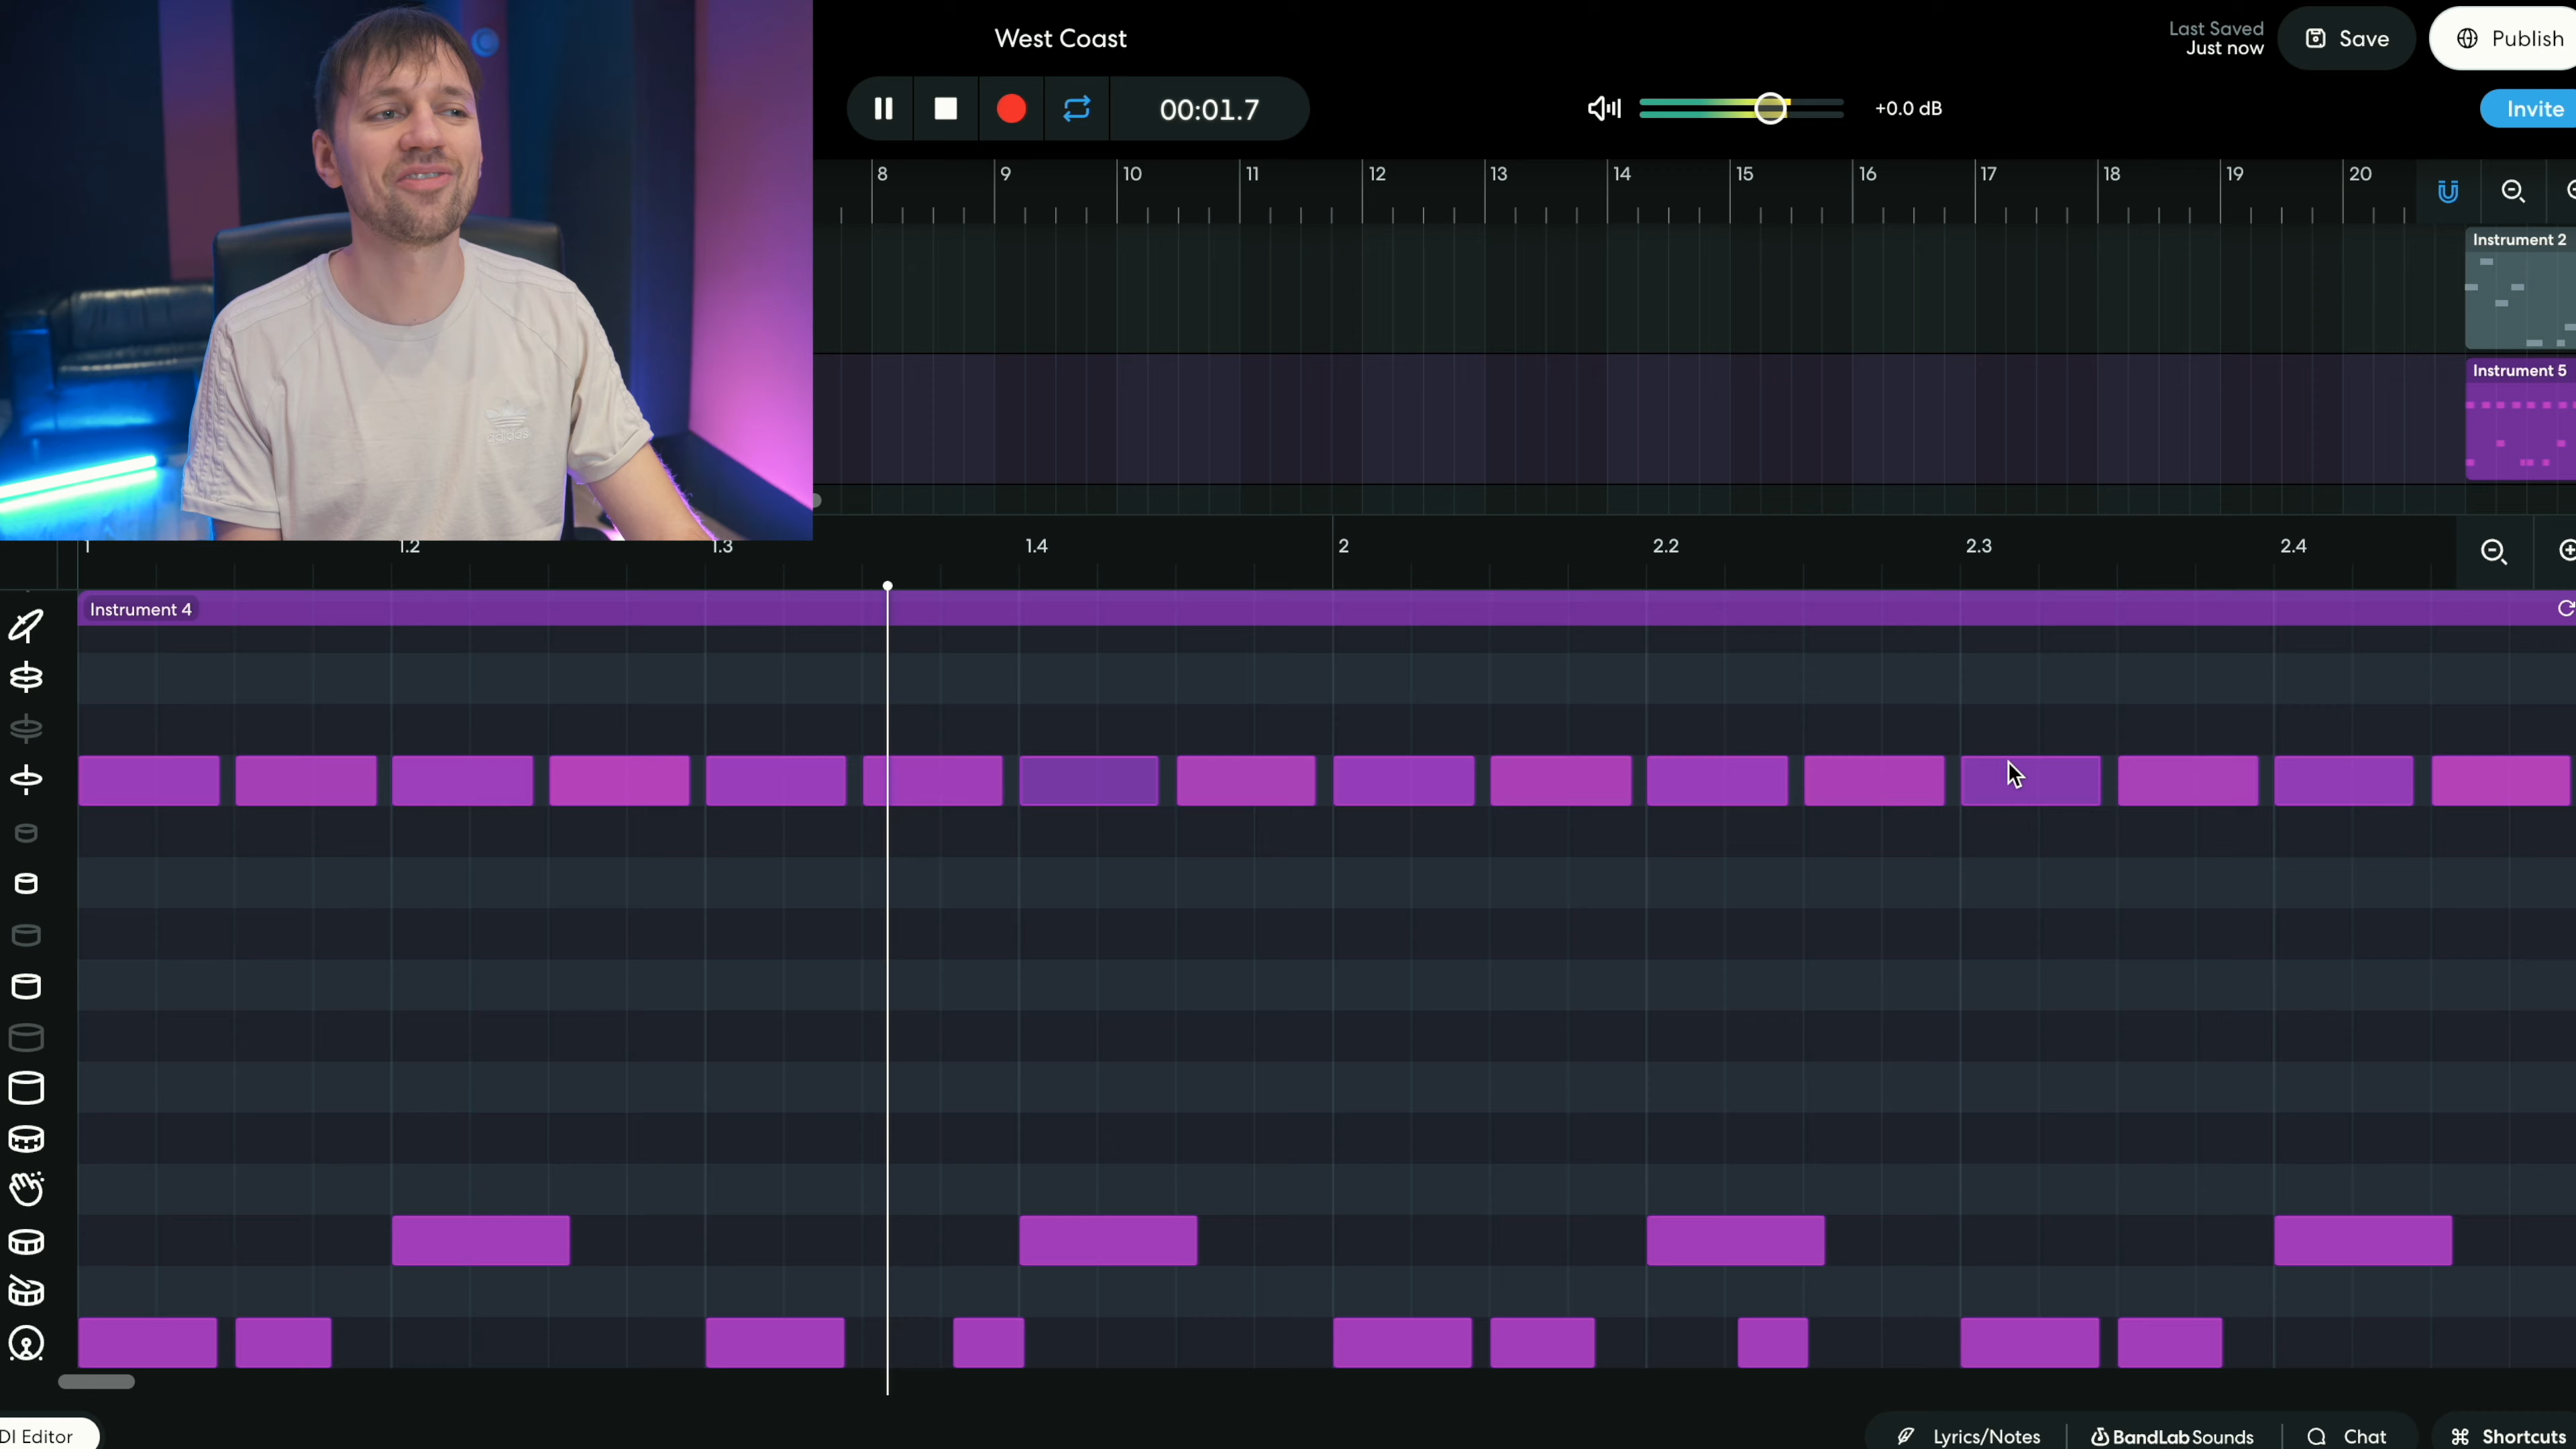 West Coast
Last Saved
Just now
Save
Publish
00:01.7
+0.0 dB
Invite
8 9 10 11 12 13 14 15 16 17 18 19 20
Instrument 2
Instrument 5
adidas
1 1.2 1.3 1.4 2 2.2 2.3 2.4
Instrument 4
DI Editor
Lyrics/Notes
BandLab Sounds
Chat
Shortcuts